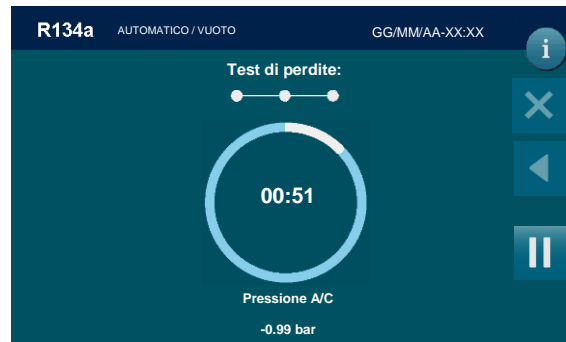 R134a AUTOMATICO / VUOTO GG/MM/AA-XX:XX
i
Test di perdite:
00:51
Pressione A/C
-0.99 bar